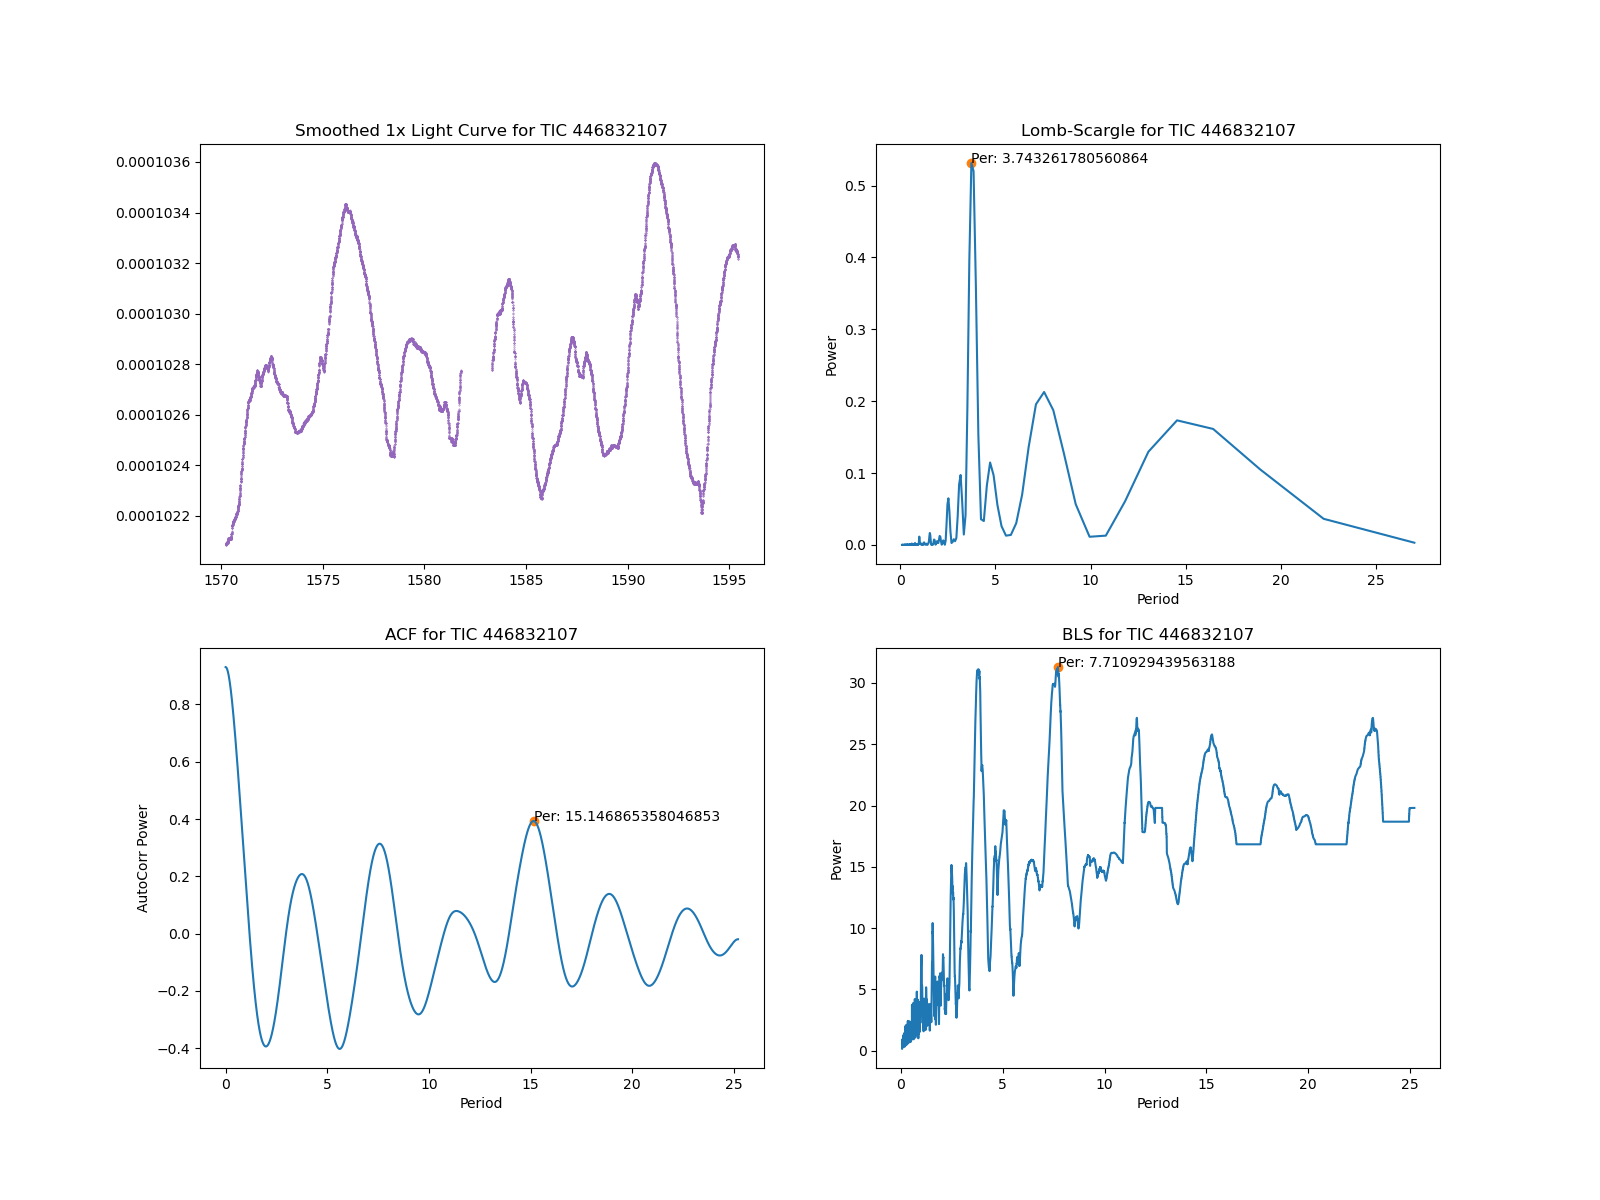 Smoothed 1x Light Curve for TIC 446832107
0.0001036
0.0001034
0.0001032
0.0001030
0.0001028
0.0001026
0.0001024
0.0001022
1570 1575 1580 1585 1590 1595
Lomb-Scargle for TIC 446832107
Per: 3.743261780560864
Power
0.5
0.4
0.3
0.2
0.1
0.0
0 5 10 15 20 25
Period
ACF for TIC 446832107
Per: 15.146865358046853
AutoCorr Power
0.8
0.6
0.4
0.2
0.0
−0.2
−0.4
0 5 10 15 20 25
Period
BLS for TIC 446832107
Per: 7.710929439563188
Power
30
25
20
15
10
5
0
0 5 10 15 20 25
Period